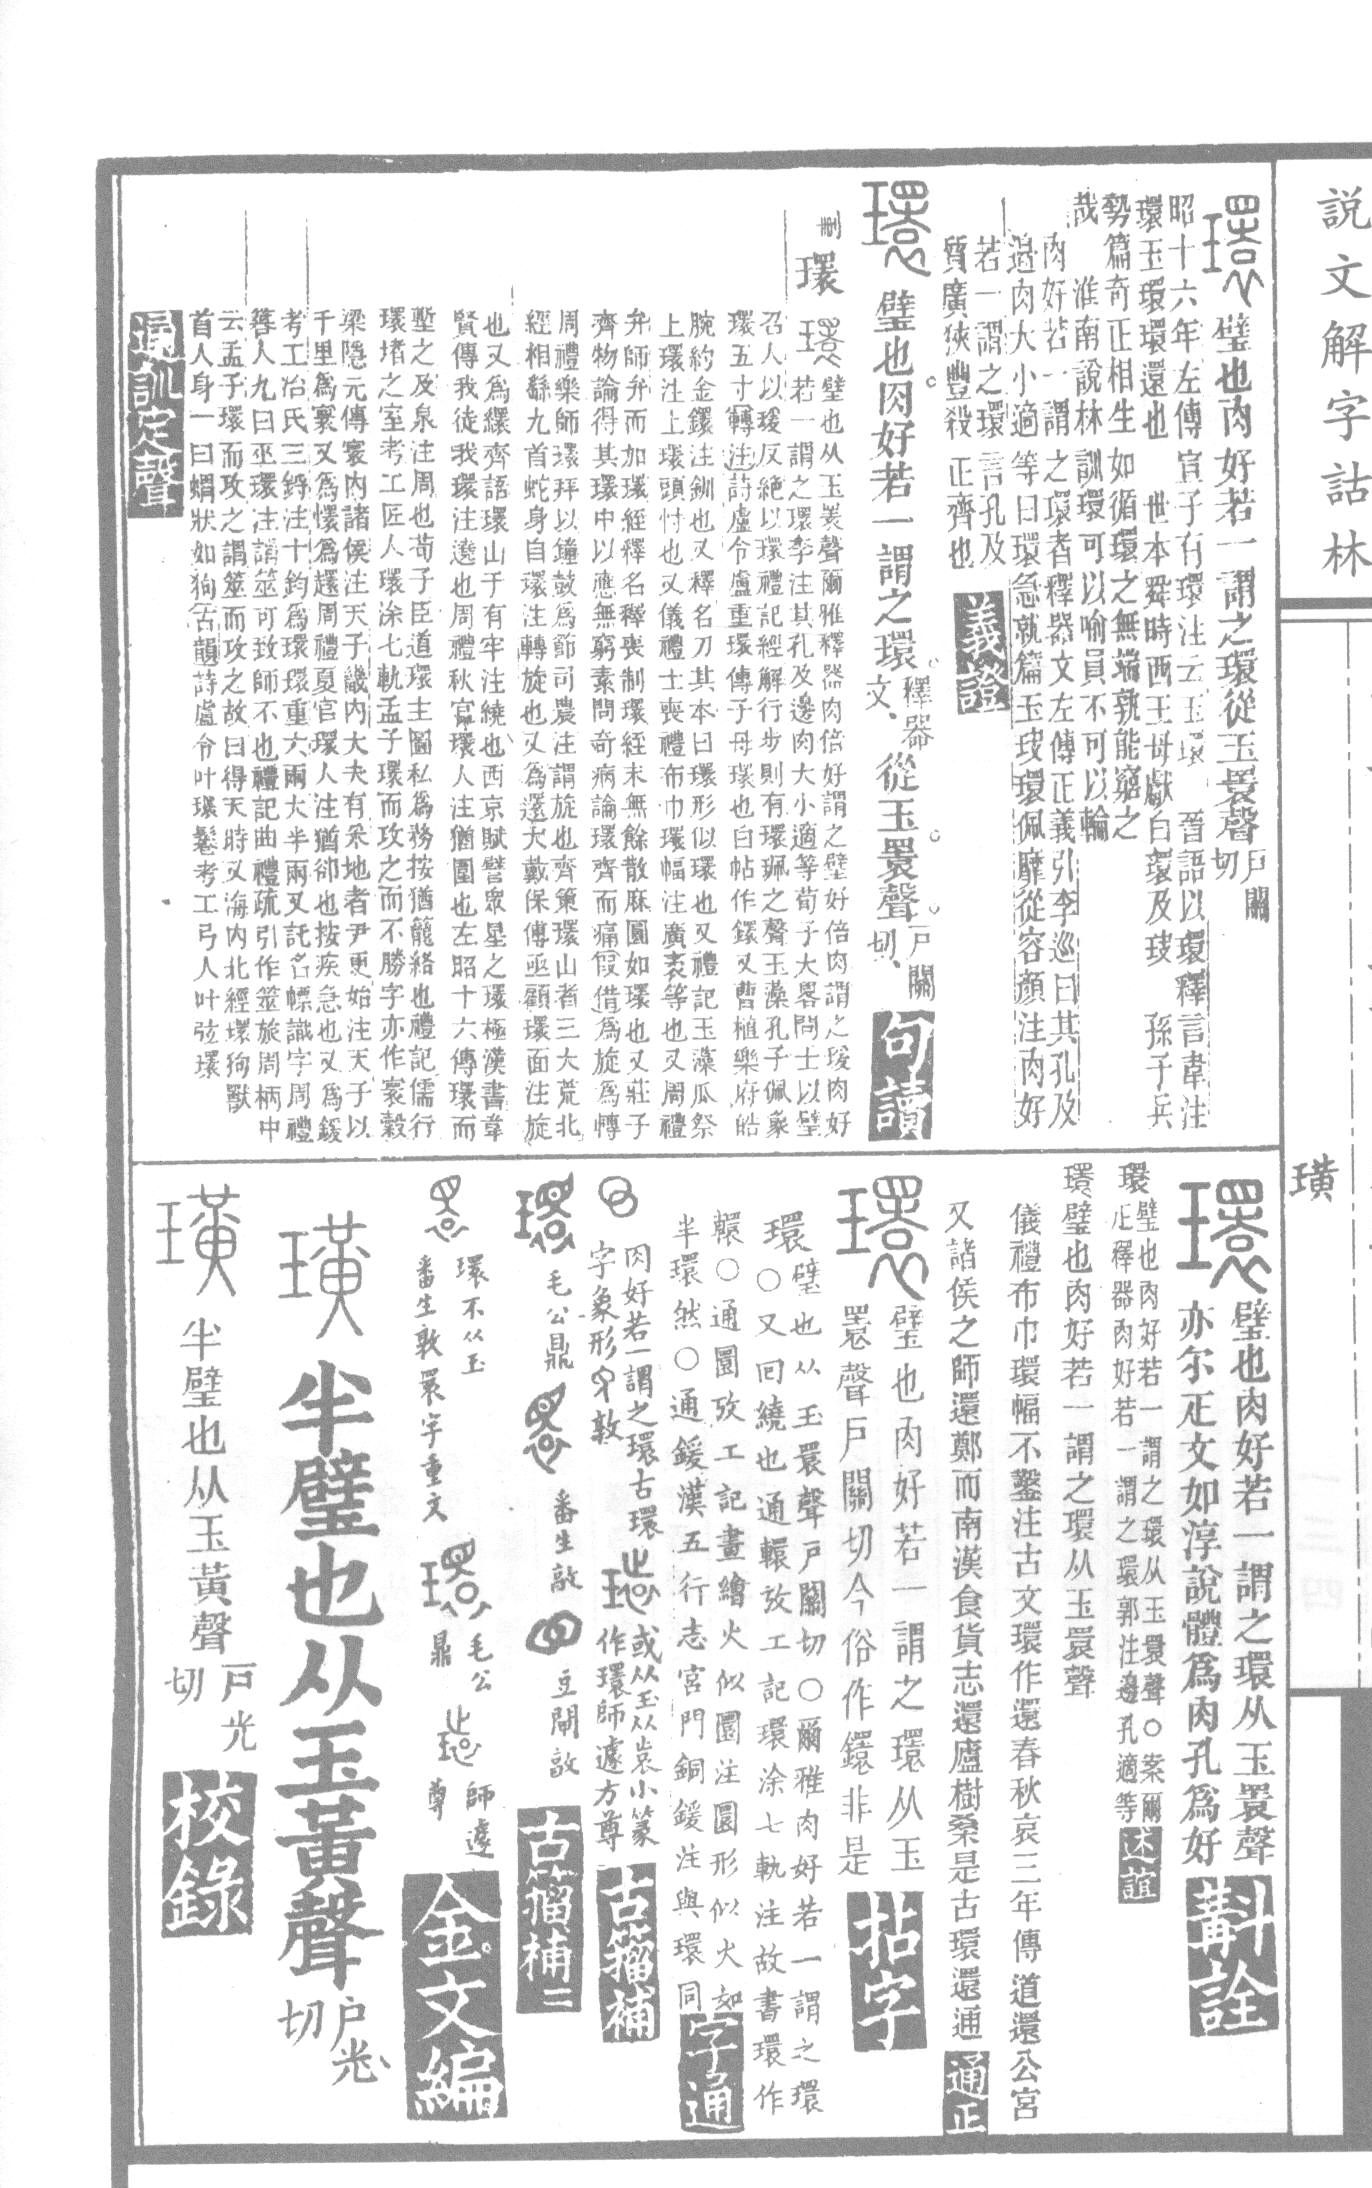 説文解字詁林
璜
環璧也肉好若一謂之環從玉睘聲戶關切
昭十六年左傳宣子有環注云玉環 晉語以環釋言韋注
環玉環環還也 世本舜時西王母獻白環及玦 孫子兵
勢篇奇正相生如循環之無端孰能窮之
哉 淮南說林訓環可以喻員不可以輪
肉好若一謂之環者釋器文左傳正義引李巡曰其孔及
邊肉大小適等曰環急就篇玉玦環佩靡從容顏注肉好
若一謂之環言孔及
質廣狹豐殺正齊也 義證
環 璧也肉好若一謂之環釋器文從玉睘聲戶關切 句讀
刪 環
璧也从玉睘聲爾雅釋器肉倍好謂之璧好倍肉謂之瑗肉好
若一謂之環李注其孔及邊肉大小適等荀子大畧問士以璧
召人以瑗反絕以環禮記經解行步則有環珮之聲玉藻孔子佩象
環五寸轉注詩盧令盧重環傳子母環也白帖作鐶又曹植樂府皓
腕約金鐶注釧也又釋名刀其本曰環形似環也又禮記玉藻瓜祭
上環注上環頭忖也又儀禮士喪禮布巾環幅注廣袤等也又周禮
弁師弁而加環絰釋名釋喪制環絰末無餘散麻圓如環也又莊子
齊物論得其環中以應無窮素問奇病論環齊而痛假借爲旋爲轉
周禮樂師環拜以鐘鼓爲節司農注謂旋也齊策環山者三大荒北
經相繇九首蛇身自環注轉旋也又爲還大戴保傅亟顧環面注旋
也又爲繯齊語環山于有牢注繞也西京賦譬眾星之環極漢書韋
賢傳我徒我環注遶也周禮秋官環人注猶圍也左昭十六傳環而
塹之及泉注周也荀子臣道環主圖私爲務按猶籠絡也禮記儒行
環堵之室考工匠人環涂七軌孟子環而攻之而不勝字亦作寰穀
梁隱元傳寰內諸侯注天子畿內大夫有采地者尹更始注天子以
千里爲寰又爲懁爲趯周禮夏官環人注猶卻也按疾急也又爲鍰
考工冶氏三鋝注十鈞爲環環重六兩大半兩又託名幖識字周禮
簭人九曰巫環注謂筮可致師不也禮記曲禮疏引作筮旅周柄中
云孟子環而攻之謂筮而攻之故曰得天時又海內北經環狗獸
首人身一曰蝟狀如狗古韻詩盧令叶環鬈考工弓人叶弦環
通訓定聲
環 璧也肉好若一謂之環从玉睘聲
亦尔疋文如淳說體爲肉孔爲好 斠詮
環璧也肉好若一謂之環从玉睘聲○案爾
疋釋器肉好若一謂之環郭注邊孔適等 述誼
環璧也肉好若一謂之環从玉睘聲
儀禮布巾環幅不鑿注古文環作還春秋哀三年傳道還公宮
又諸侯之師還鄭而南漢食貨志還廬樹桑是古環還通 通正
環 璧也肉好若一謂之環从玉
睘聲戶關切今俗作鐶非是 拈字
環璧也从玉睘聲戶關切○爾雅肉好若一謂之環
○又回繞也通轘攷工記環涂七軌注故書環作
轘○通圜攷工記畫繪火似圜注圜形似火如
半環然○通鍰漢五行志宮門銅鍰注與環同 字通
肉好若一謂之環古環
字象形 敦 或从玉从袁小篆
作環師遽方尊 古籀補
毛公鼎 番生敦 豆閉敦 古籀補二
環不从玉
番生敦睘字重文 毛公
鼎 師遽
尊 金文編
璜 半璧也从玉黃聲戶光切
璜 半璧也从玉黃聲戶光切 校錄